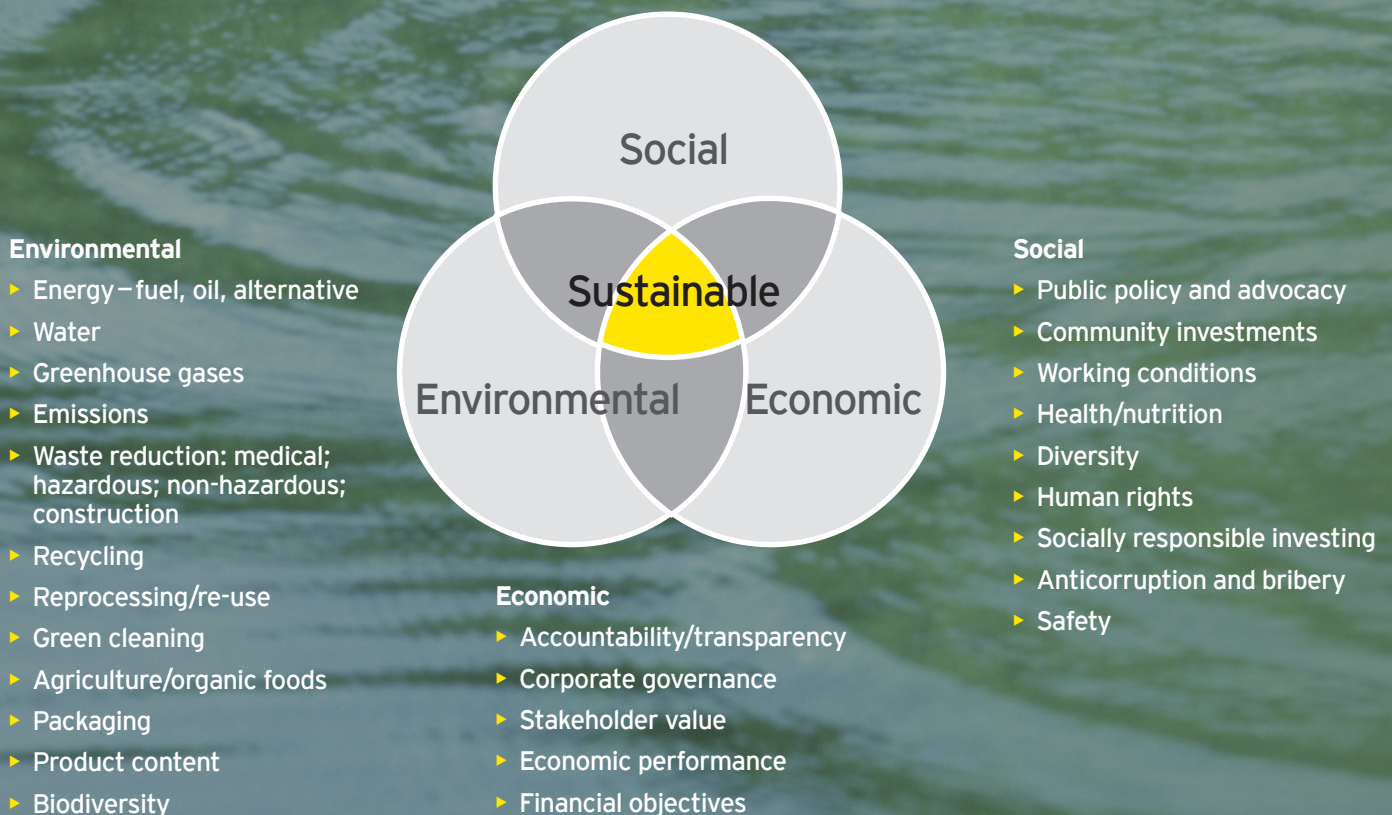 Social
Sustainable
Environmental
Economic
Environmental
Energy – fuel, oil, alternative
Water
Greenhouse gases
Emissions
Waste reduction: medical;
hazardous; non-hazardous;
construction
Recycling
Reprocessing/re-use
Green cleaning
Agriculture/organic foods
Packaging
Product content
Biodiversity
Economic
Accountability/transparency
Corporate governance
Stakeholder value
Economic performance
Financial objectives
Social
Public policy and advocacy
Community investments
Working conditions
Health/nutrition
Diversity
Human rights
Socially responsible investing
Anticorruption and bribery
Safety